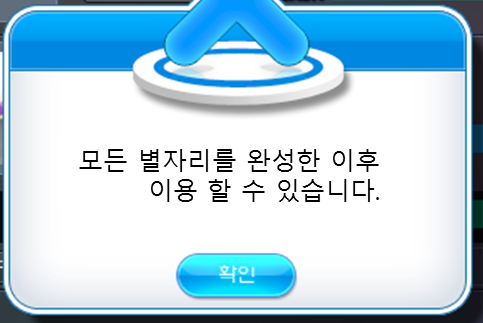 모든 별자리를 완성한 이후
이용 할 수 있습니다.
확인